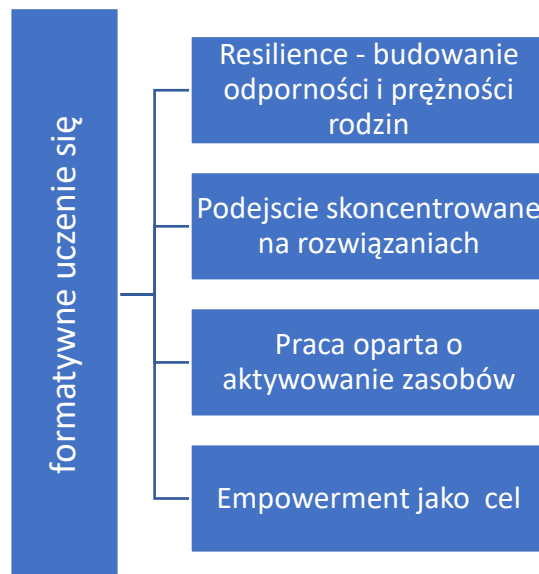 formatywne uczenie się
Resilience - budowanie
odporności i prężności
rodzin
Podejscie skoncentrowane
na rozwiązaniach
Praca oparta o
aktywowanie zasobów
Empowerment jako  cel